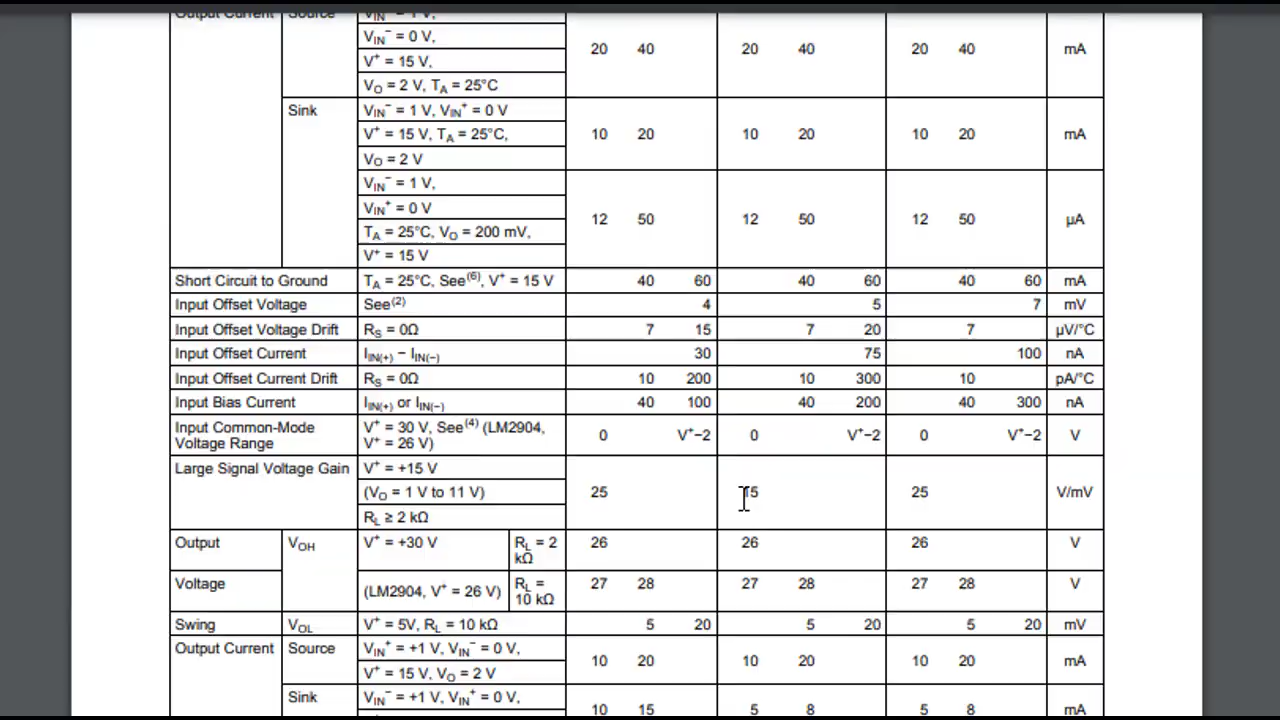 Output Current Source VIN⁻ = 1 V,
VIN⁻ = 0 V,
20 40 20 40 20 40 mA
V⁺ = 15 V
VO = 2 V, TA = 25°C
Sink VIN⁻ = 1 V, VIN⁺ = 0 V
V⁺ = 15 V, TA = 25°C, 10 20 10 20 10 20 mA
VO = 2 V
VIN⁻ = 1 V,
VIN⁺ = 0 V
12 50 12 50 12 50 μA
TA = 25°C, VO = 200 mV,
V⁺ = 15 V
Short Circuit to Ground TA = 25°C, See(6), V⁺ = 15 V 40 60 40 60 40 60 mA
Input Offset Voltage See(2) 4 5 7 mV
Input Offset Voltage Drift RS = 0Ω 7 15 7 20 7 μV/°C
Input Offset Current IIN(+) − IIN(−) 30 75 100 nA
Input Offset Current Drift RS = 0Ω 10 200 10 300 10 pA/°C
Input Bias Current IIN(+) or IIN(−) 40 100 40 200 40 300 nA
Input Common-Mode V⁺ = 30 V, See(4) (LM2904,
0 V⁺−2 0 V⁺−2 0 V⁺−2 V
Voltage Range V⁺ = 26 V)
Large Signal Voltage Gain V⁺ = +15 V
(VO = 1 V to 11 V) 25 15 25 V/mV
RL ≥ 2 kΩ
Output VOH V⁺ = +30 V RL = 2 26 26 26 V
kΩ
Voltage (LM2904, V⁺ = 26 V) RL = 27 28 27 28 27 28 V
10 kΩ
Swing VOL V⁺ = 5V, RL = 10 kΩ 5 20 5 20 5 20 mV
Output Current Source VIN⁺ = +1 V, VIN⁻ = 0 V,
10 20 10 20 10 20 mA
V⁺ = 15 V, VO = 2 V
Sink VIN⁻ = +1 V, VIN⁺ = 0 V,
10 15 5 8 5 8 mA